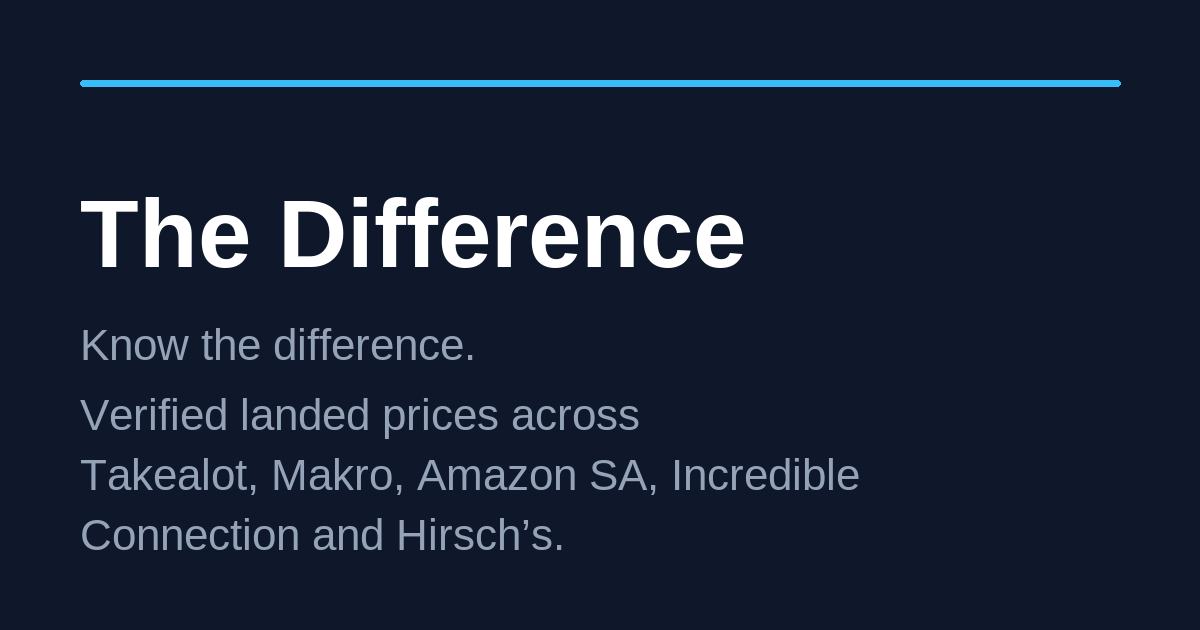 The Difference
Know the difference.
Verified landed prices across
Takealot, Makro, Amazon SA, Incredible
Connection and Hirsch’s.